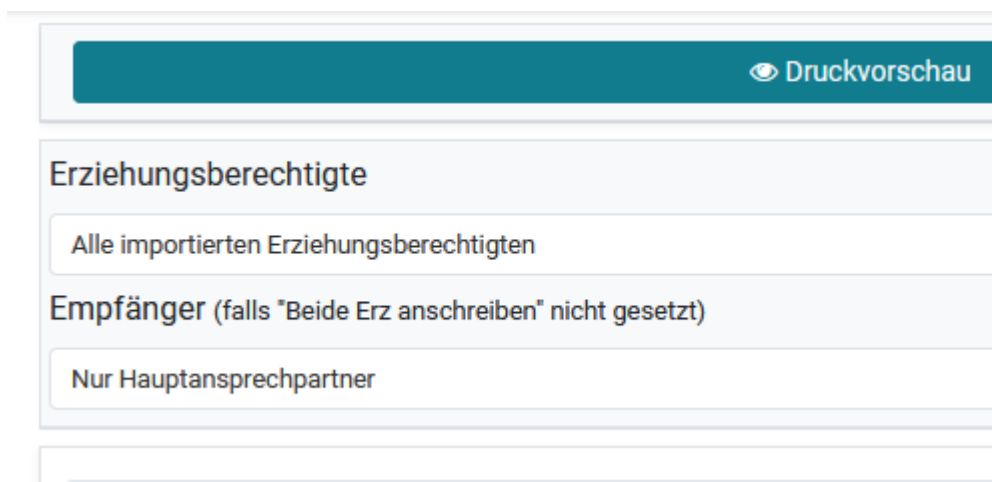 Druckvorschau
Erziehungsberechtigte
Alle importierten Erziehungsberechtigten
Empfänger (falls "Beide Erz anschreiben" nicht gesetzt)
Nur Hauptansprechpartner